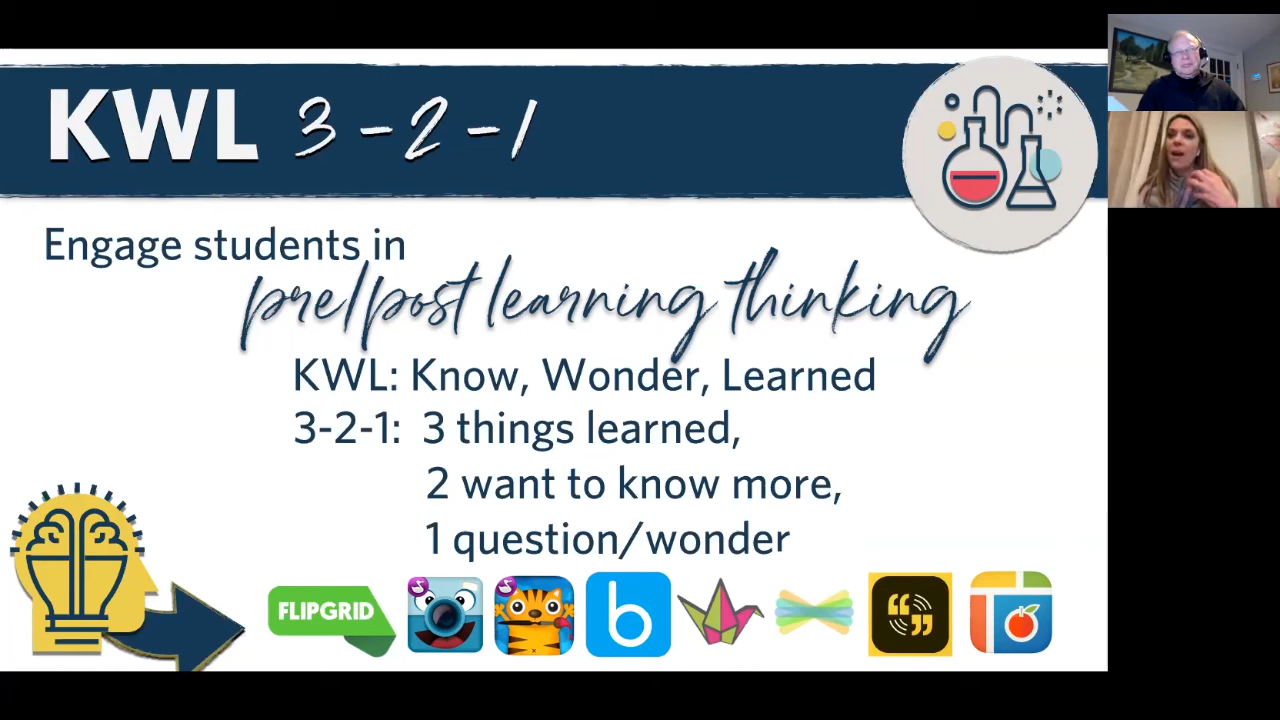 KWL 3-2-1
Engage students in
pre/post learning thinking
KWL: Know, Wonder, Learned
3-2-1: 3 things learned,
2 want to know more,
1 question/wonder
FLIPGRID
b